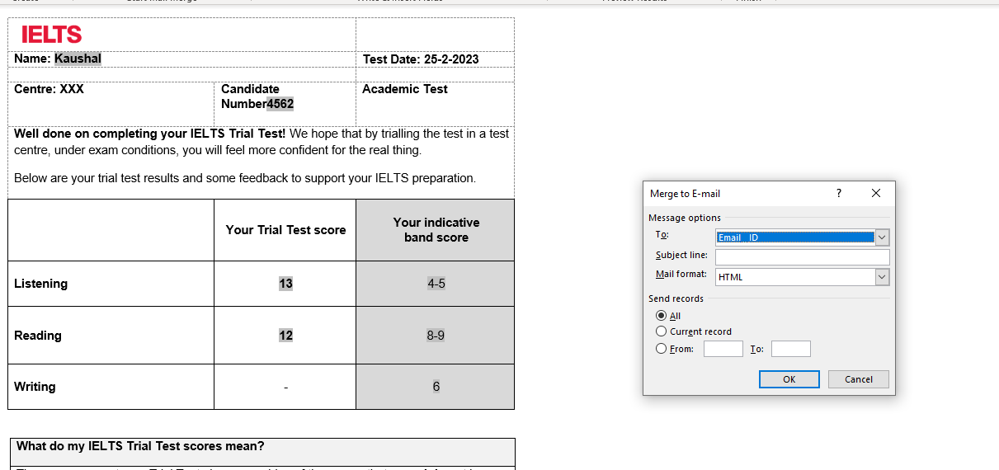 IELTS
Name: Kaushal
Test Date: 25-2-2023
Centre: XXX
Candidate
Number4562
Academic Test
Well done on completing your IELTS Trial Test! We hope that by trialling the test in a test
centre, under exam conditions, you will feel more confident for the real thing.
Below are your trial test results and some feedback to support your IELTS preparation.
Your Trial Test score
Your indicative
band score
Listening
13
4-5
Reading
12
8-9
Writing
-
6
What do my IELTS Trial Test scores mean?
Merge to E-mail
?
Message options
To:
Email_ID
Subject line:
Mail format:
HTML
Send records
All
Current record
From:
To:
OK
Cancel